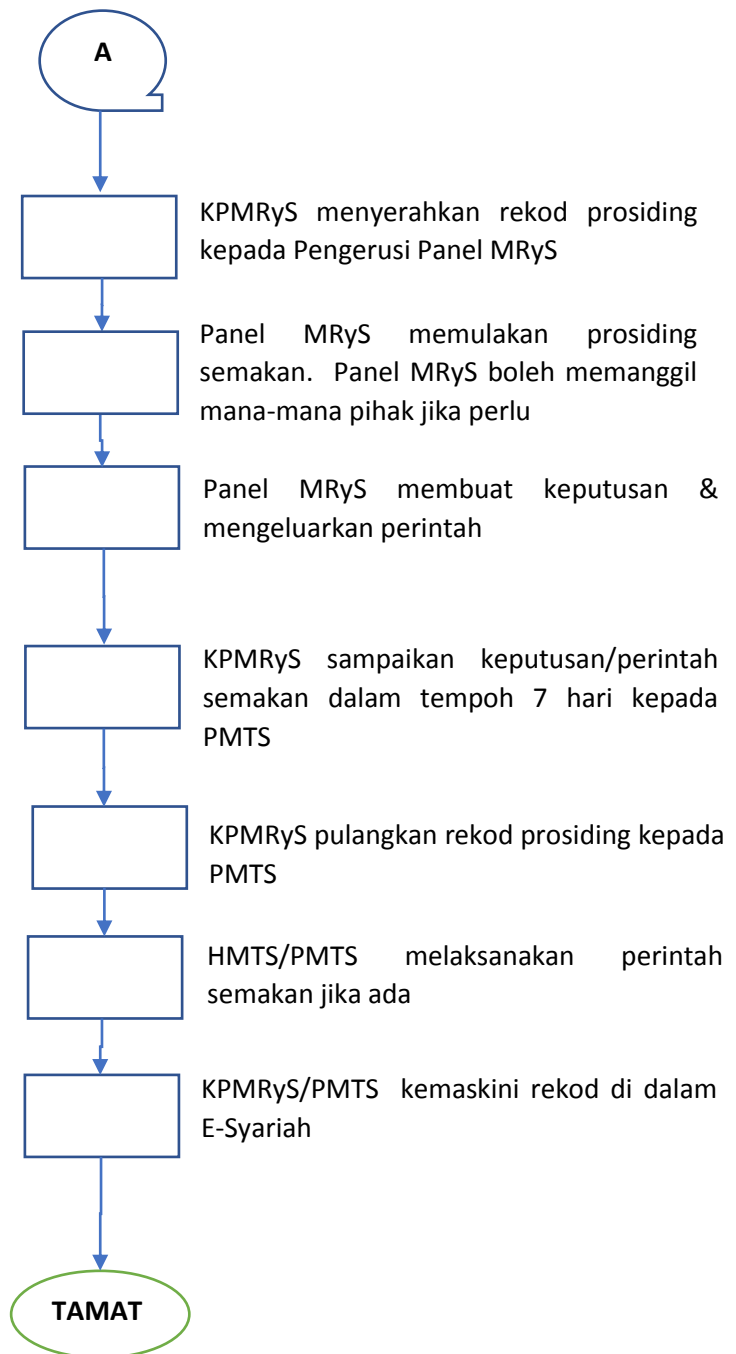 A
KPMRyS menyerahkan rekod prosiding
kepada Pengerusi Panel MRyS
Panel MRyS memulakan prosiding
semakan. Panel MRyS boleh memanggil
mana-mana pihak jika perlu
Panel MRyS membuat keputusan &
mengeluarkan perintah
KPMRyS sampaikan keputusan/perintah
semakan dalam tempoh 7 hari kepada
PMTS
KPMRyS pulangkan rekod prosiding kepada
PMTS
HMTS/PMTS melaksanakan perintah
semakan jika ada
KPMRyS/PMTS kemaskini rekod di dalam
E-Syariah
TAMAT